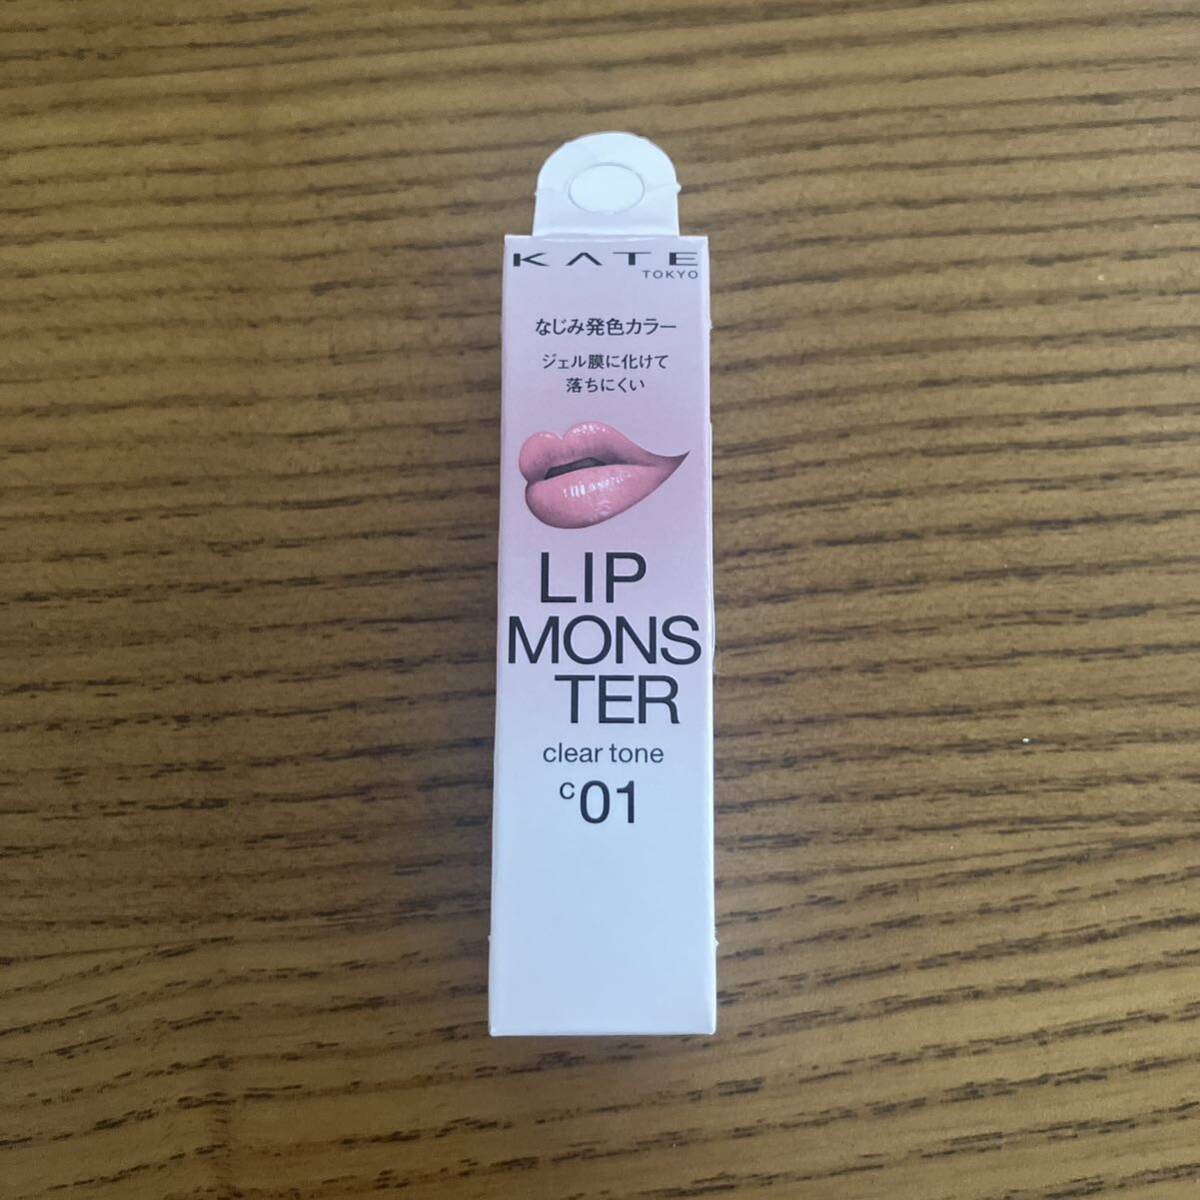 KATE
TOKYO
なじみ発色カラー
ジェル膜に化けて
落ちにくい
LIP
MONS
TER
clear tone
c01